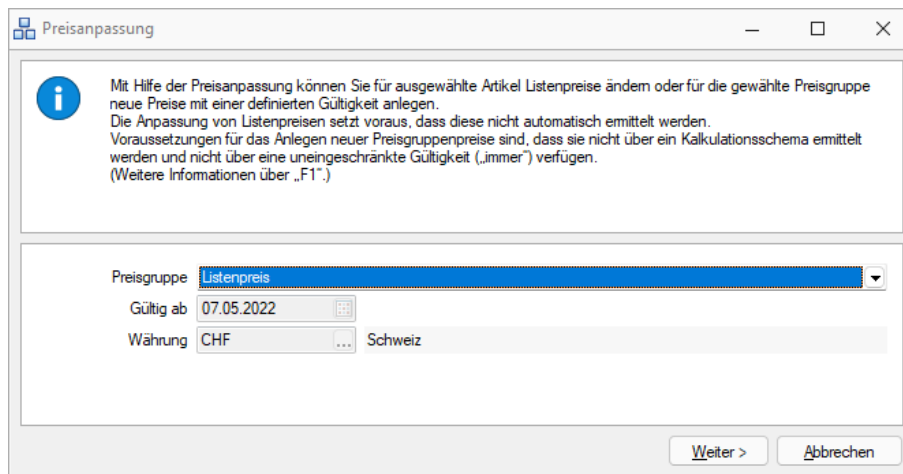 Preisanpassung
Mit Hilfe der Preisanpassung können Sie für ausgewählte Artikel Listenpreise ändern oder für die gewählte Preisgruppe
neue Preise mit einer definierten Gültigkeit anlegen.
Die Anpassung von Listenpreisen setzt voraus, dass diese nicht automatisch ermittelt werden.
Voraussetzungen für das Anlegen neuer Preisgruppenpreise sind, dass sie nicht über ein Kalkulationsschema ermittelt
werden und nicht über eine uneingeschränkte Gültigkeit („immer") verfügen.
(Weitere Informationen über „F1".)
Preisgruppe Listenpreis
Gültig ab 07.05.2022
Währung CHF ... Schweiz
Weiter > Abbrechen